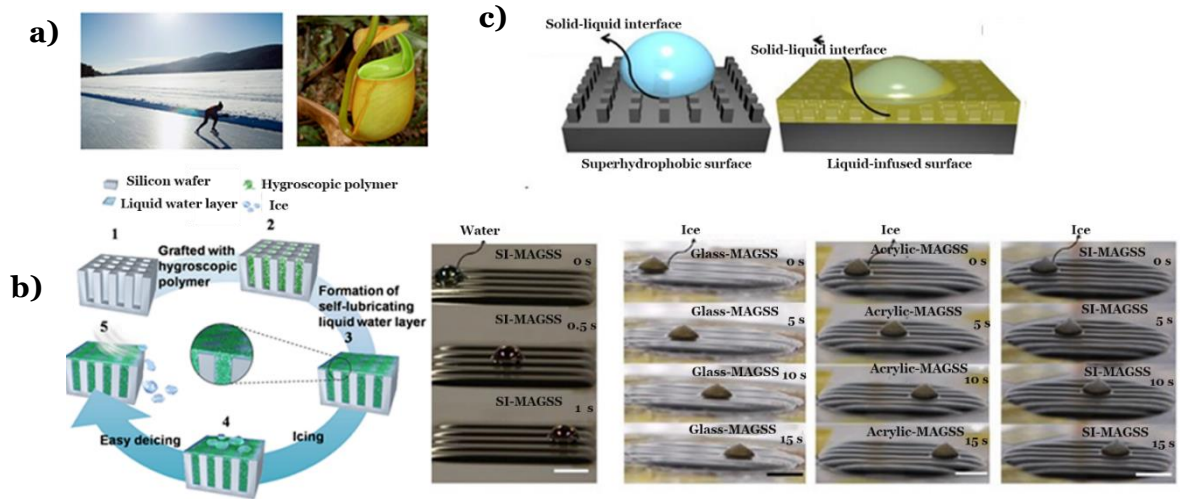 a)
c)
Solid-liquid interface
Solid-liquid interface
Superhydrophobic surface
Liquid-infused surface
Silicon wafer
Hygroscopic polymer
Liquid water layer
Ice
b)
1
Grafted with
hygroscopic
polymer
2
Formation of
self-lubricating
liquid water layer
3
Icing
4
Easy deicing
5
Water
SI-MAGSS
0 s
SI-MAGSS
0.5 s
SI-MAGSS
1 s
Ice
Glass-MAGSS
0 s
Glass-MAGSS
5 s
Glass-MAGSS
10 s
Glass-MAGSS
15 s
Ice
Acrylic-MAGSS
0 s
Acrylic-MAGSS
5 s
Acrylic-MAGSS
10 s
Acrylic-MAGSS
15 s
Ice
SI-MAGSS
0 s
SI-MAGSS
5 s
SI-MAGSS
10 s
SI-MAGSS
15 s